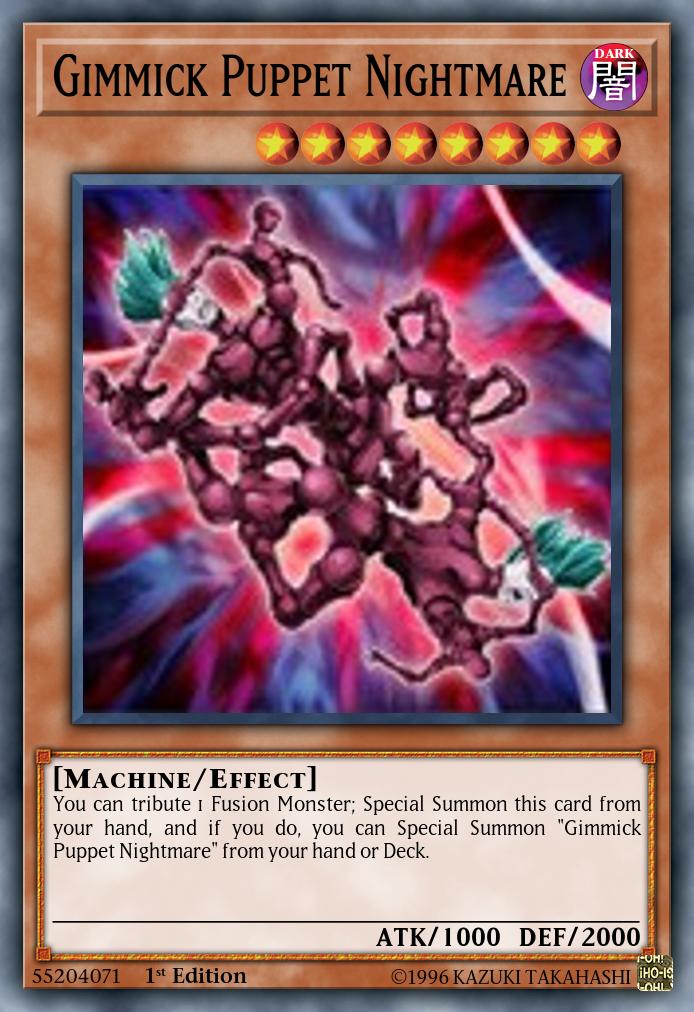 Gimmick Puppet Nightmare
DARK
闇
[Machine/Effect]
You can tribute 1 Fusion Monster; Special Summon this card from
your hand, and if you do, you can Special Summon "Gimmick
Puppet Nightmare" from your hand or Deck.
ATK/1000 DEF/2000
55204071 1st Edition ©1996 KAZUKI TAKAHASHI